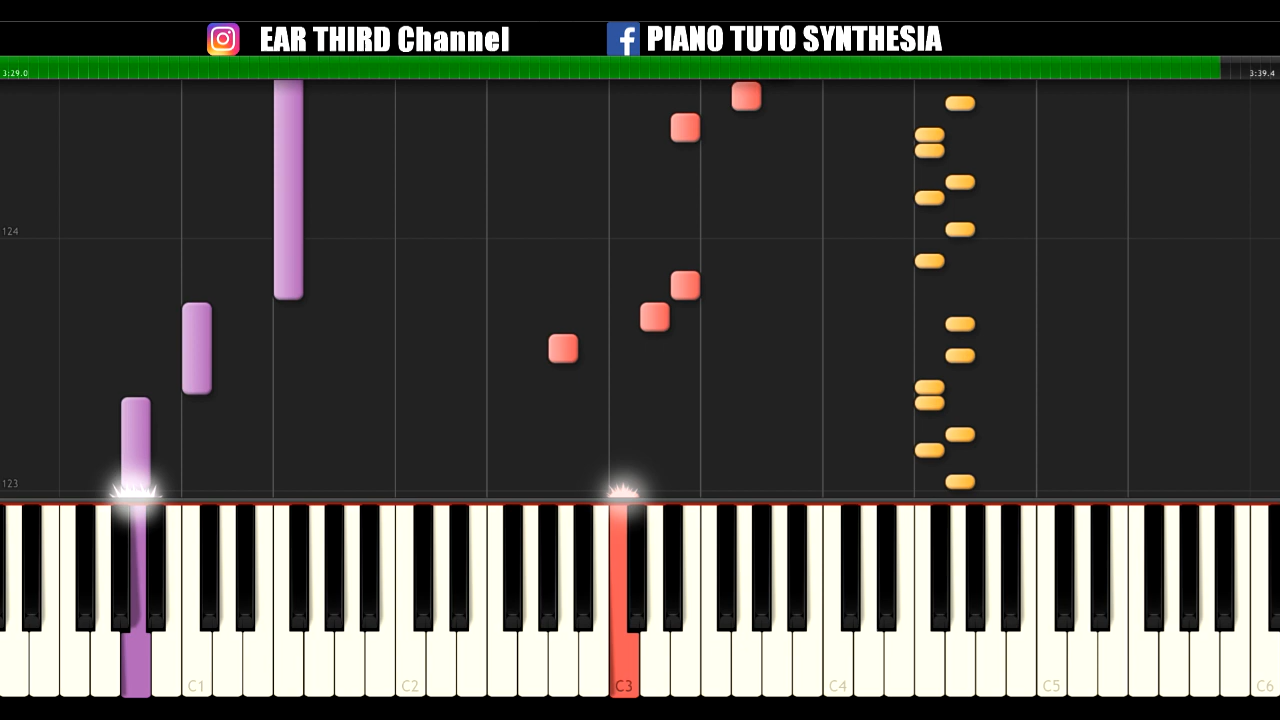 EAR THIRD Channel
PIANO TUTO SYNTHESIA
3:29.0
3:39.4
124
123
C1 C2 C3 C4 C5 C6